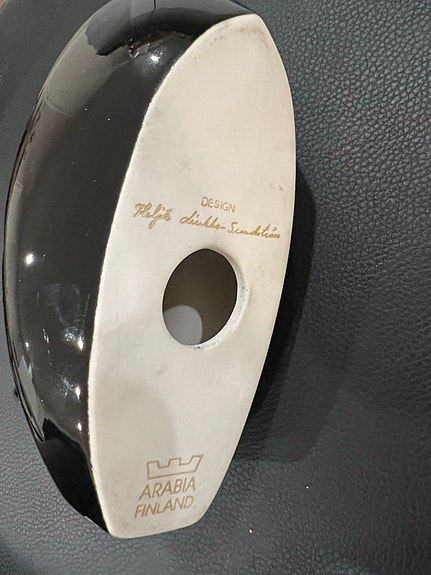 DESIGN
Heljä Liukko-Sundström
ARABIA
FINLAND